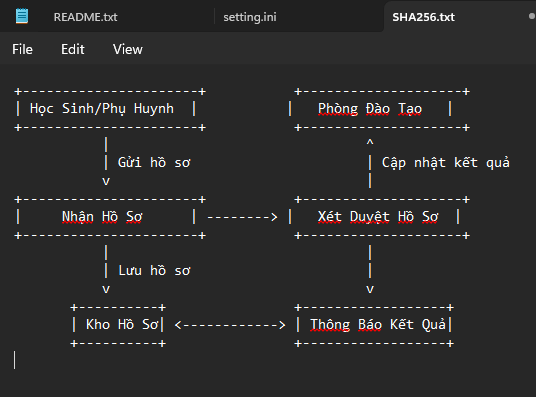 README.txt setting.ini SHA256.txt
File Edit View
+----------------------+ +--------------------+
| Học Sinh/Phụ Huynh | | Phòng Đào Tạo |
+----------------------+ +--------------------+
| ^
| Gửi hồ sơ | Cập nhật kết quả
v |
+----------------------+ +--------------------+
| Nhận Hồ Sơ | --------> | Xét Duyệt Hồ Sơ |
+----------------------+ +--------------------+
| |
| Lưu hồ sơ |
v v
+----------+ +------------------+
| Kho Hồ Sơ| <------------> | Thông Báo Kết Quả|
+----------+ +------------------+